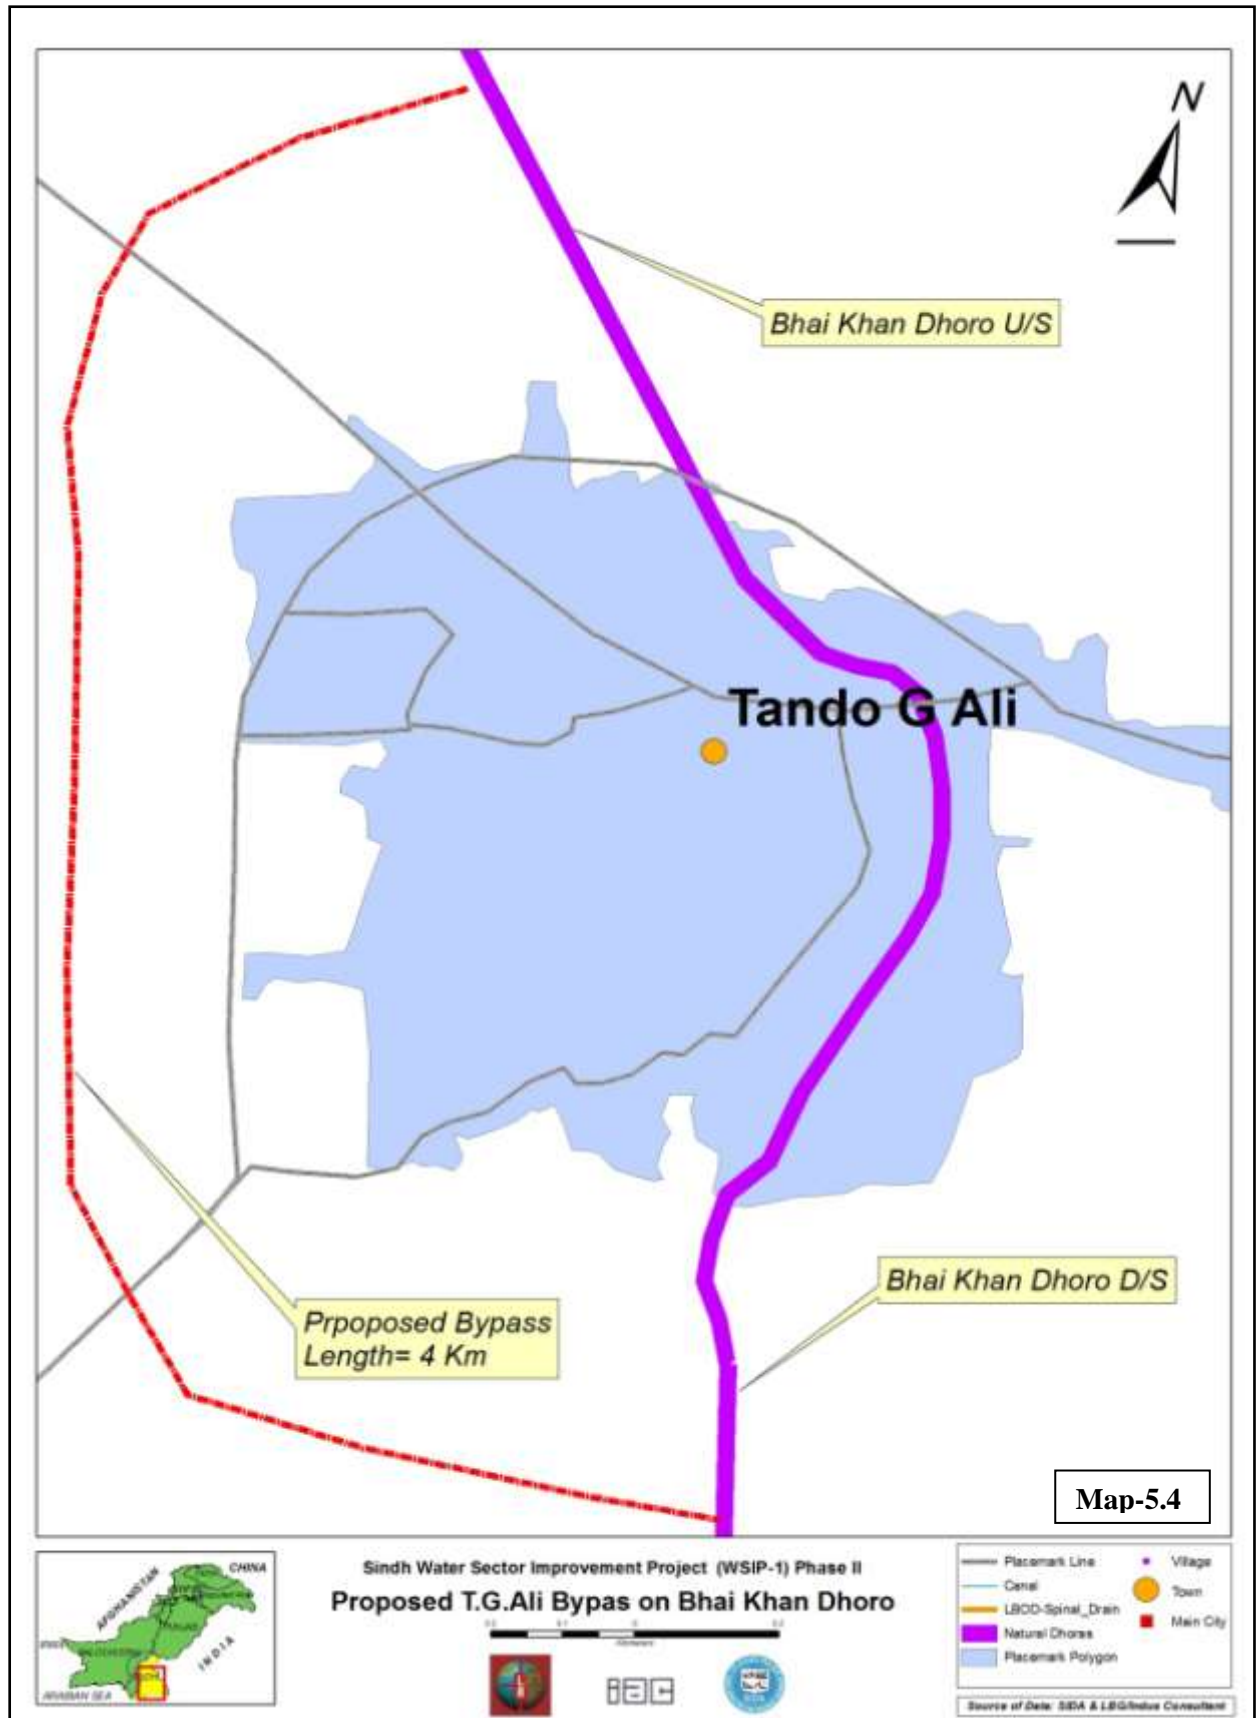 N
Bhai Khan Dhoro U/S
Tando G Ali
Bhai Khan Dhoro D/S
Prpoposed Bypass
Length= 4 Km
Map-5.4
AFGHANISTAN
CHINA
INDIA
ARABIAN SEA
Sindh Water Sector Improvement Project (WSIP-1) Phase II
Proposed T.G.Ali Bypas on Bhai Khan Dhoro
Placemark Line
Canal
LBOD-Spinal_Drain
Natural Dhoras
Placemark Polygon
Village
Town
Main City
Source of Data: SIDA & LBG/Indus Consultant